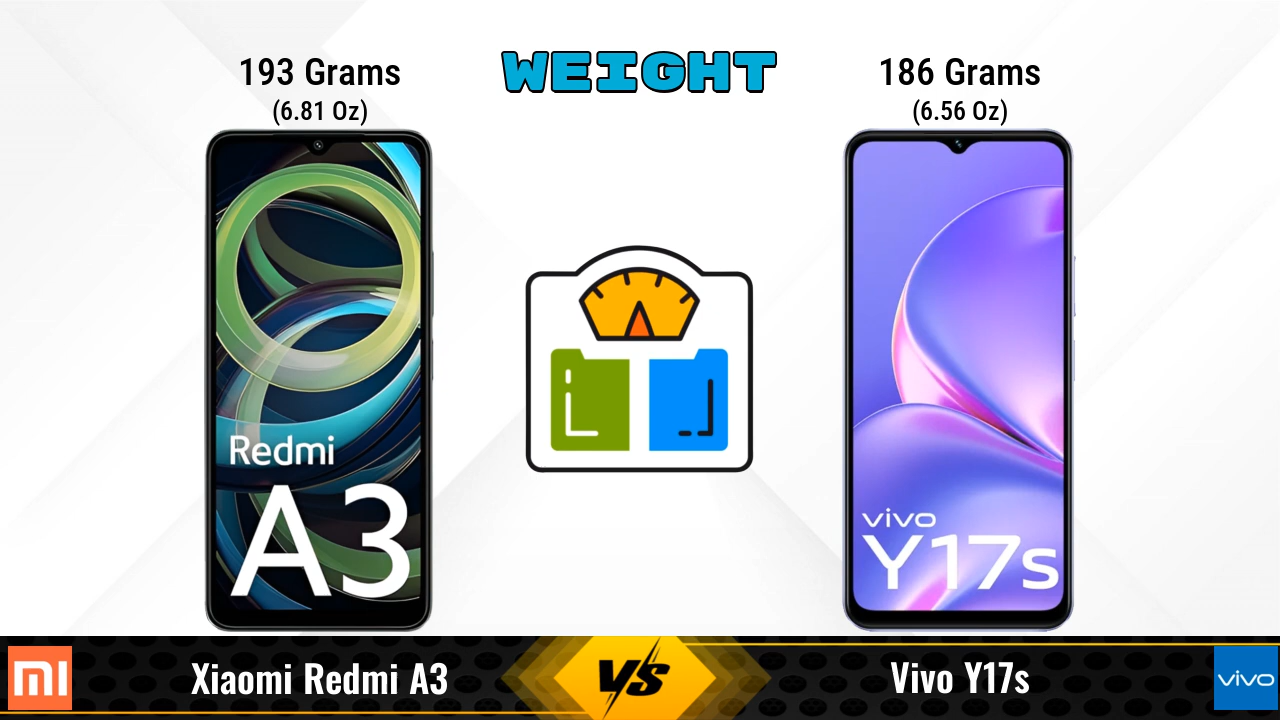 WEIGHT
193 Grams
(6.81 Oz)
186 Grams
(6.56 Oz)
Redmi
A3
vivo
Y17s
mi
Xiaomi Redmi A3
VS
Vivo Y17s
vivo